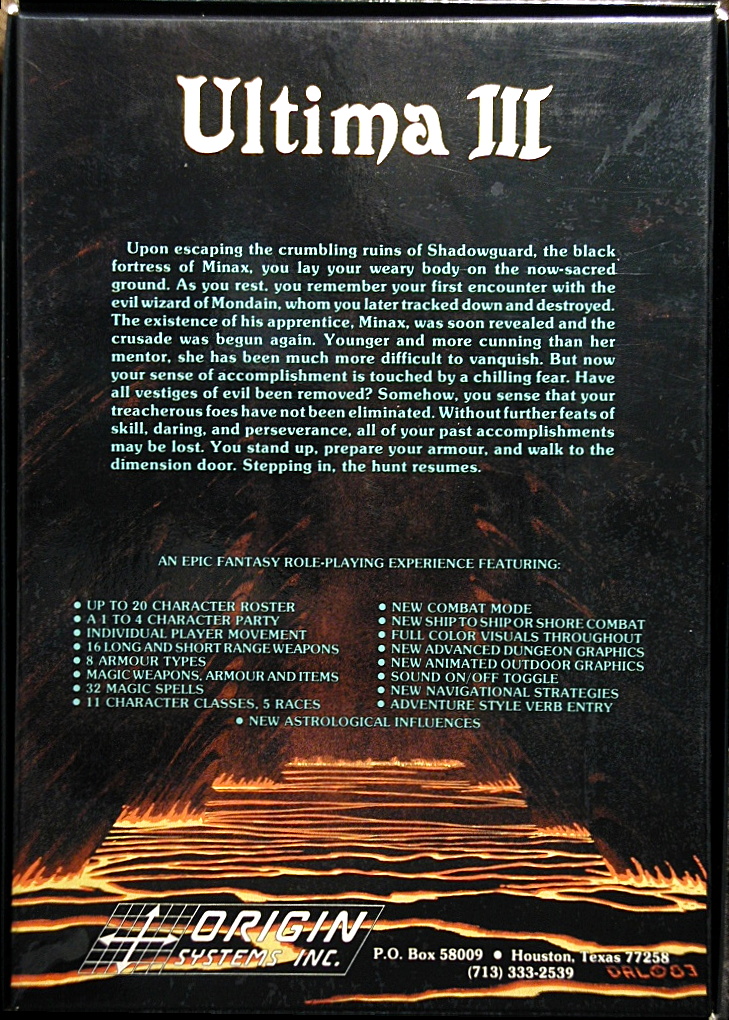 Ultima III
Upon escaping the crumbling ruins of Shadowguard, the black
fortress of Minax, you lay your weary body on the now-sacred
ground. As you rest, you remember your first encounter with the
evil wizard of Mondain, whom you later tracked down and destroyed.
The existence of his apprentice, Minax, was soon revealed and the
crusade was begun again. Younger and more cunning than her
mentor, she has been much more difficult to vanquish. But now
your sense of accomplishment is touched by a chilling fear. Have
all vestiges of evil been removed? Somehow, you sense that your
treacherous foes have not been eliminated. Without further feats of
skill, daring, and perseverance, all of your past accomplishments
may be lost. You stand up, prepare your armour, and walk to the
dimension door. Stepping in, the hunt resumes.
AN EPIC FANTASY ROLE-PLAYING EXPERIENCE FEATURING:
● UP TO 20 CHARACTER ROSTER
● A 1 TO 4 CHARACTER PARTY
● INDIVIDUAL PLAYER MOVEMENT
● 16 LONG AND SHORT RANGE WEAPONS
● 8 ARMOUR TYPES
● MAGIC WEAPONS, ARMOUR AND ITEMS
● 32 MAGIC SPELLS
● 11 CHARACTER CLASSES, 5 RACES
● NEW COMBAT MODE
● NEW SHIP TO SHIP OR SHORE COMBAT
● FULL COLOR VISUALS THROUGHOUT
● NEW ADVANCED DUNGEON GRAPHICS
● NEW ANIMATED OUTDOOR GRAPHICS
● SOUND ON/OFF TOGGLE
● NEW NAVIGATIONAL STRATEGIES
● ADVENTURE STYLE VERB ENTRY
● NEW ASTROLOGICAL INFLUENCES
ORIGIN
SYSTEMS INC.
P.O. Box 58009 ● Houston, Texas 77258
(713) 333-2539